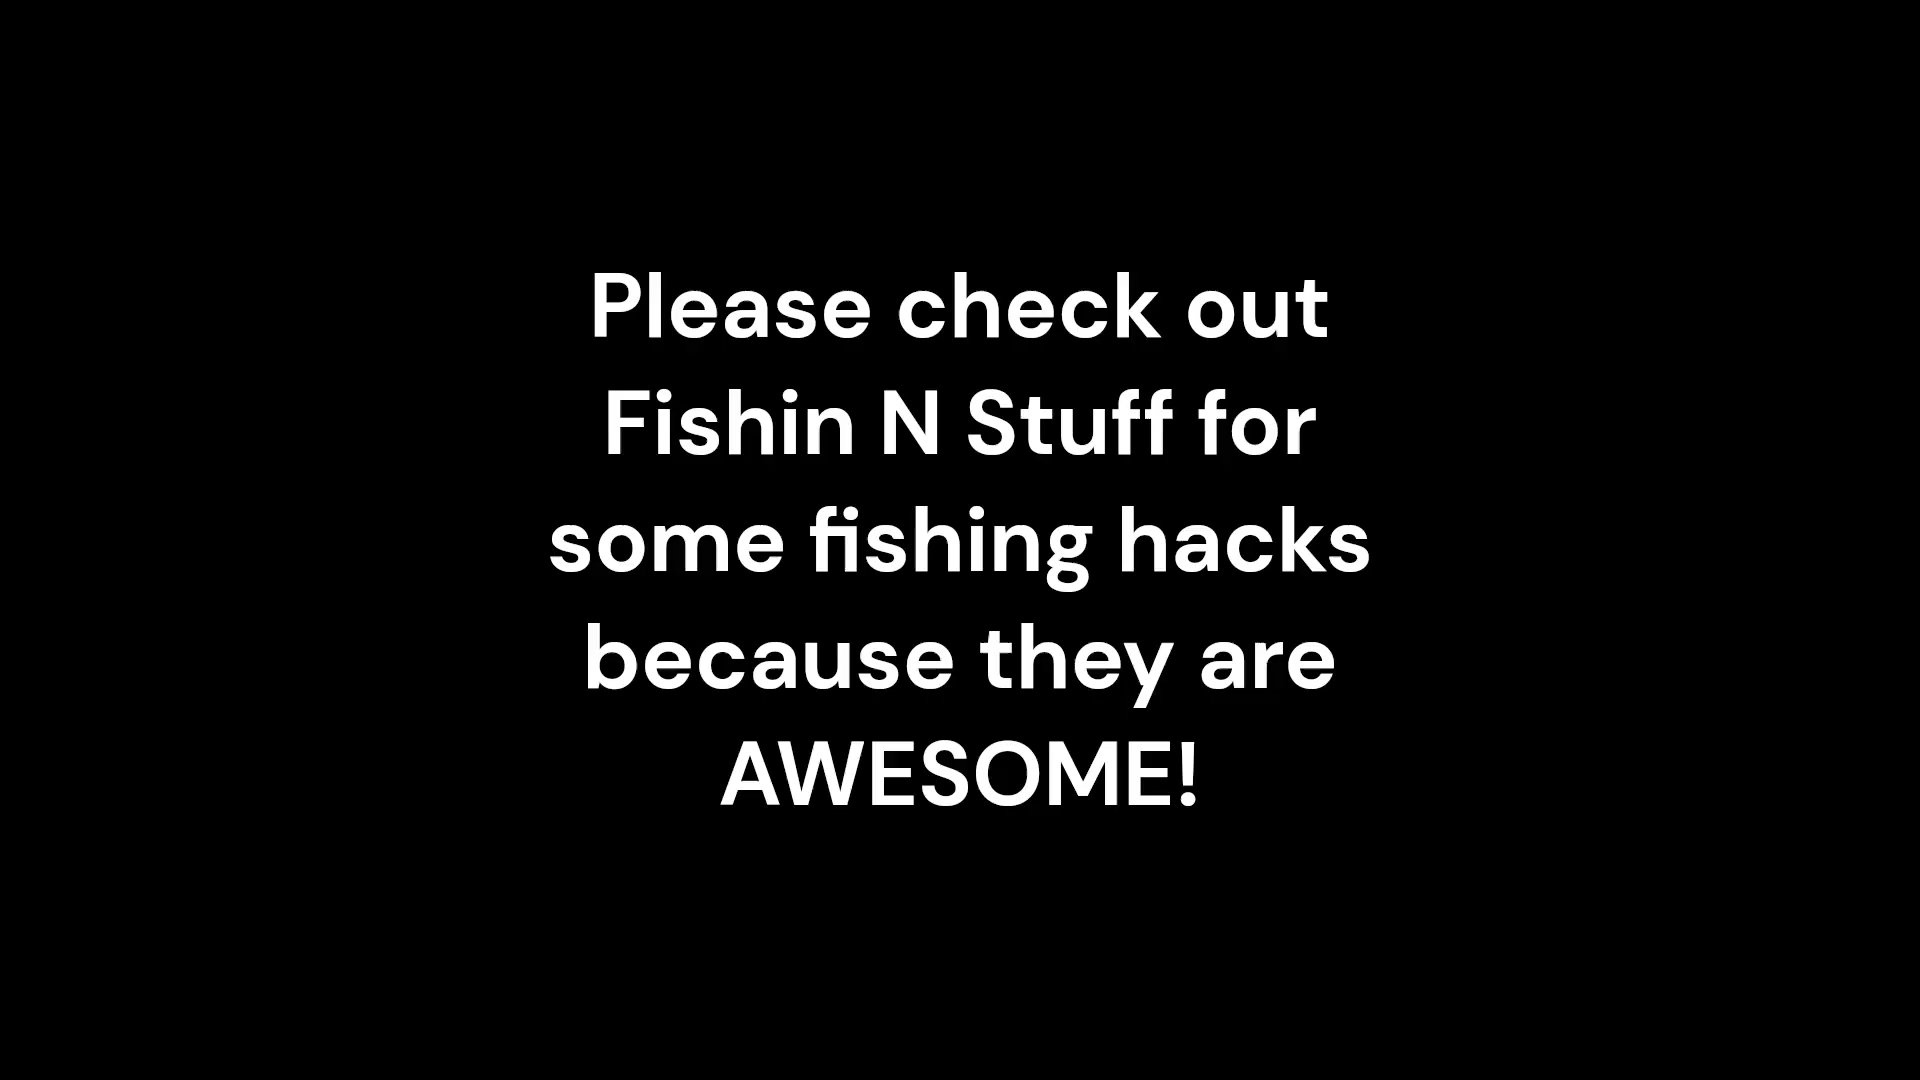 Please check out
Fishin N Stuff for
some fishing hacks
because they are
AWESOME!